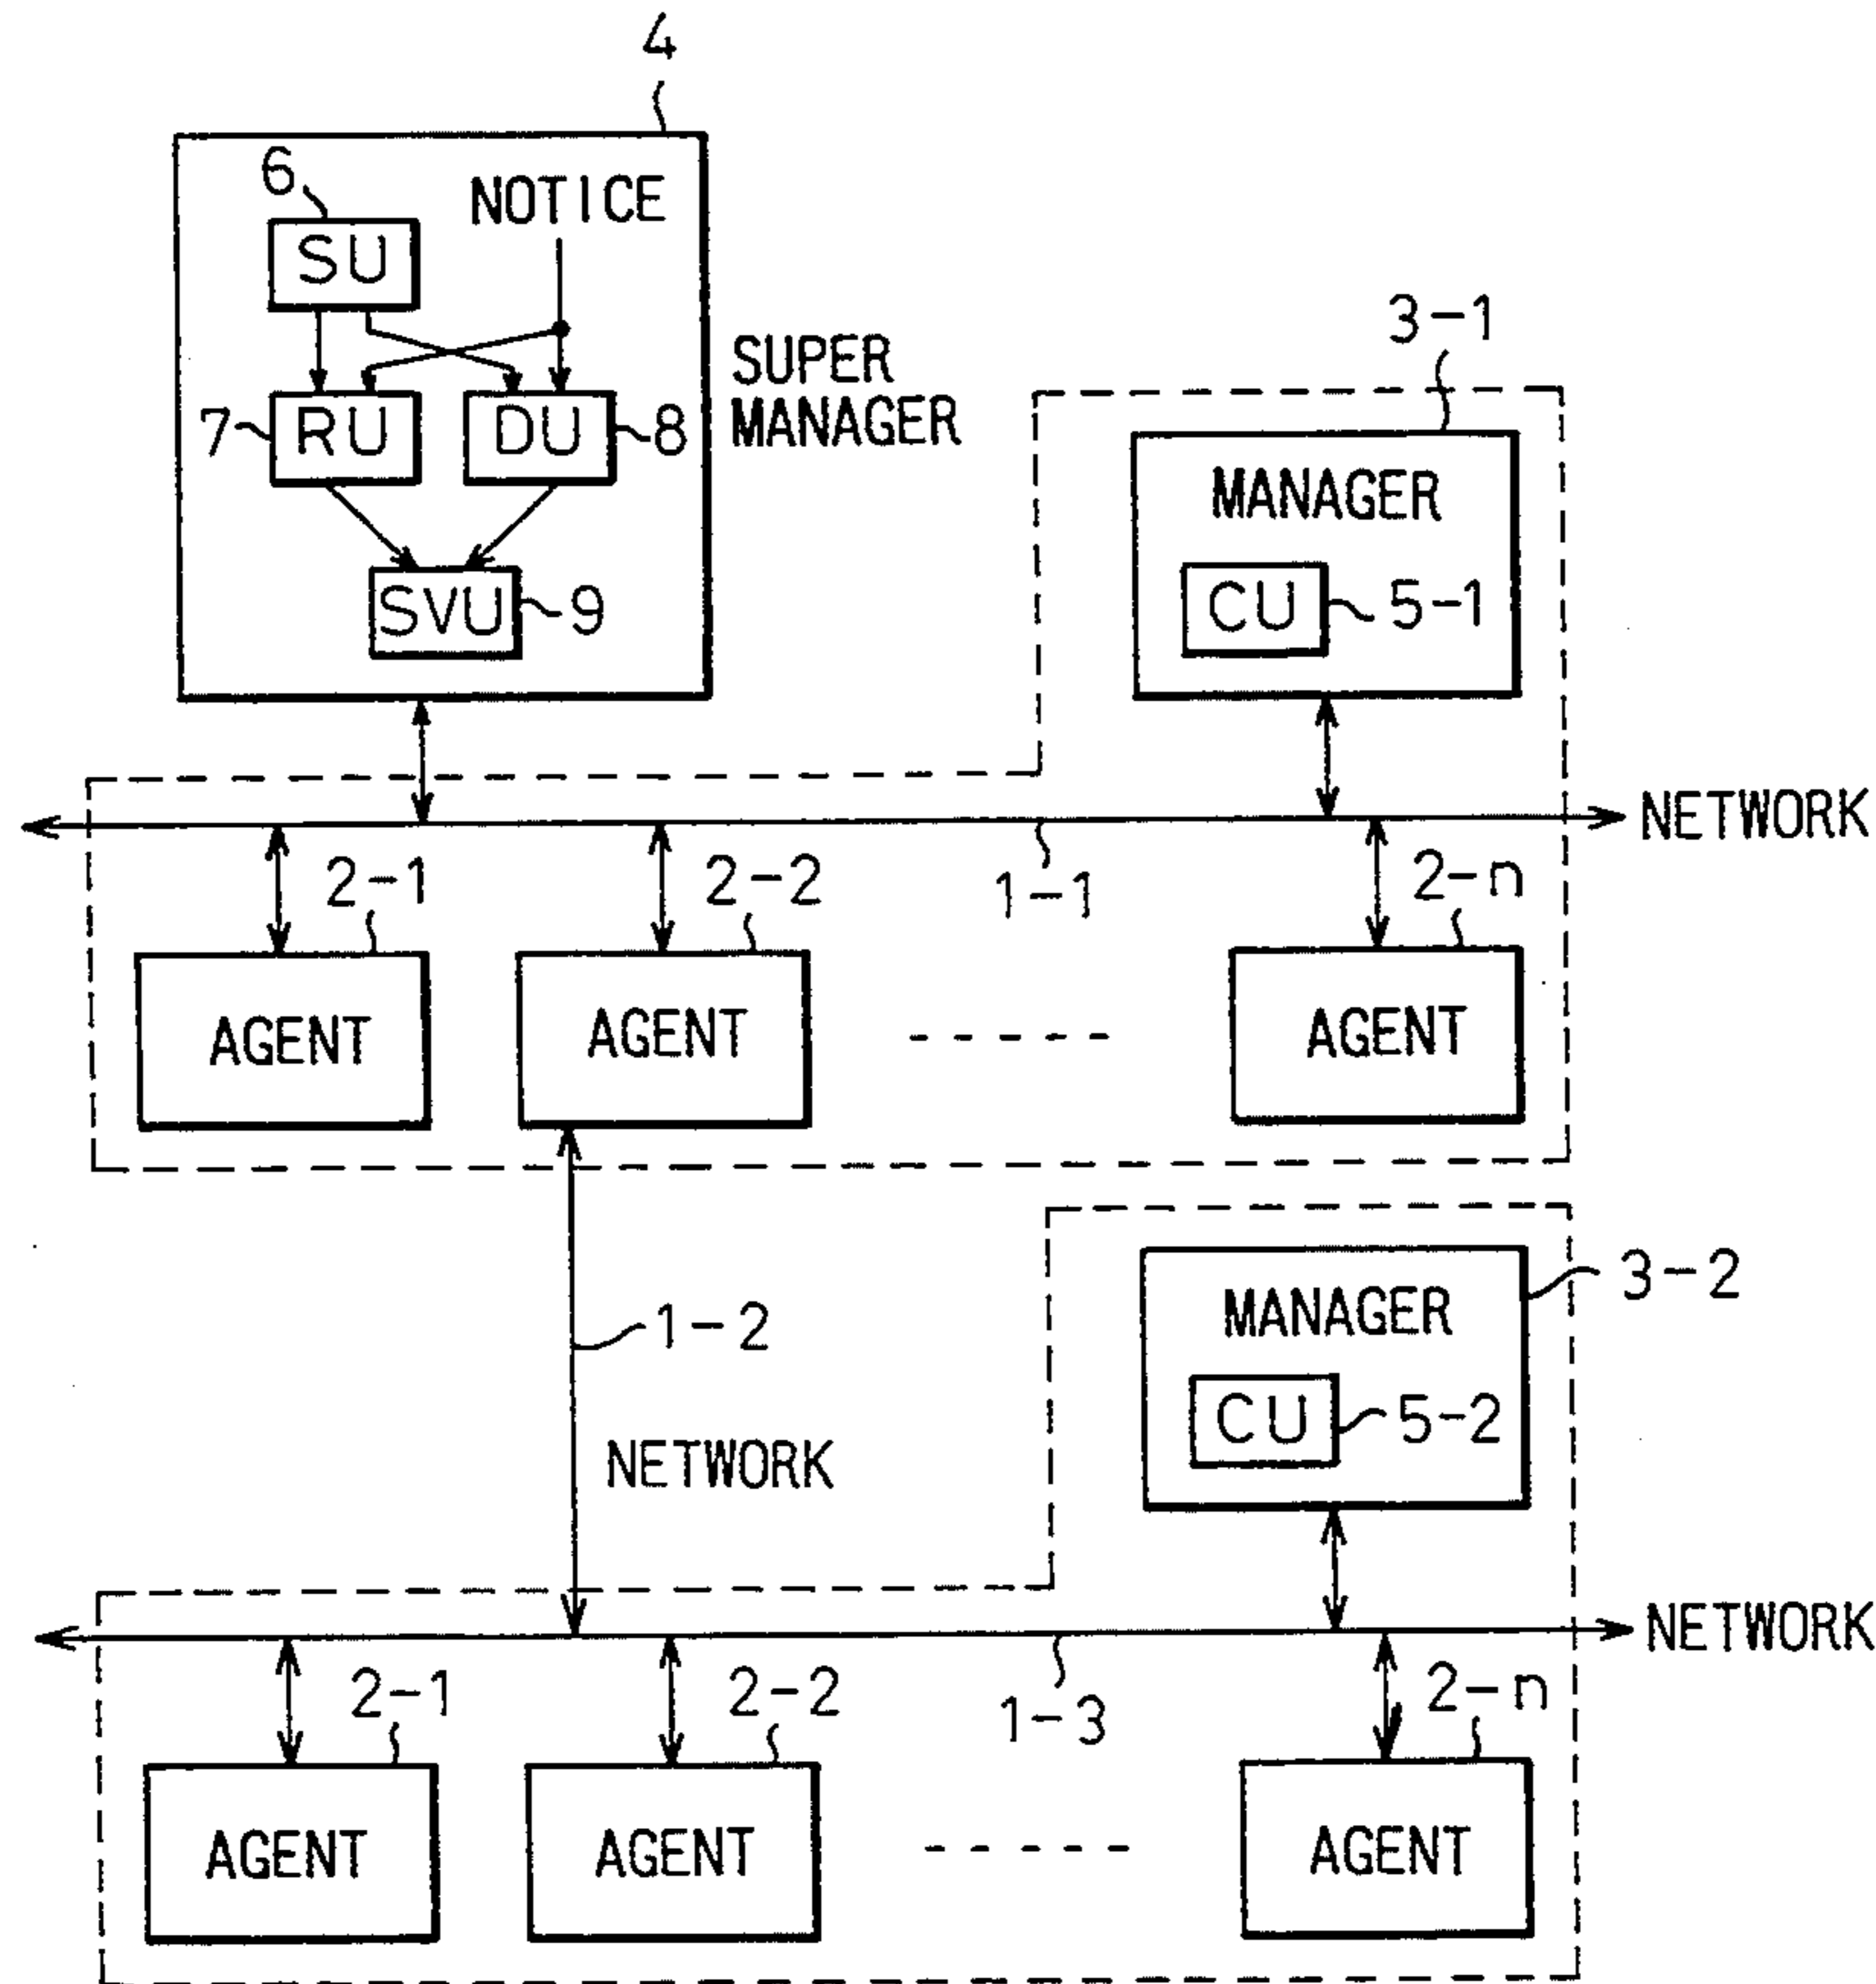 4
6
NOTICE
SU
3-1
SUPER
MANAGER
7
RU
DU
8
MANAGER
SVU
9
CU
5-1
NETWORK
2-1
2-2
1-1
2-n
AGENT
AGENT
- - - - -
AGENT
3-2
MANAGER
1-2
CU
5-2
NETWORK
NETWORK
2-1
2-2
1-3
2-n
AGENT
AGENT
- - - - -
AGENT